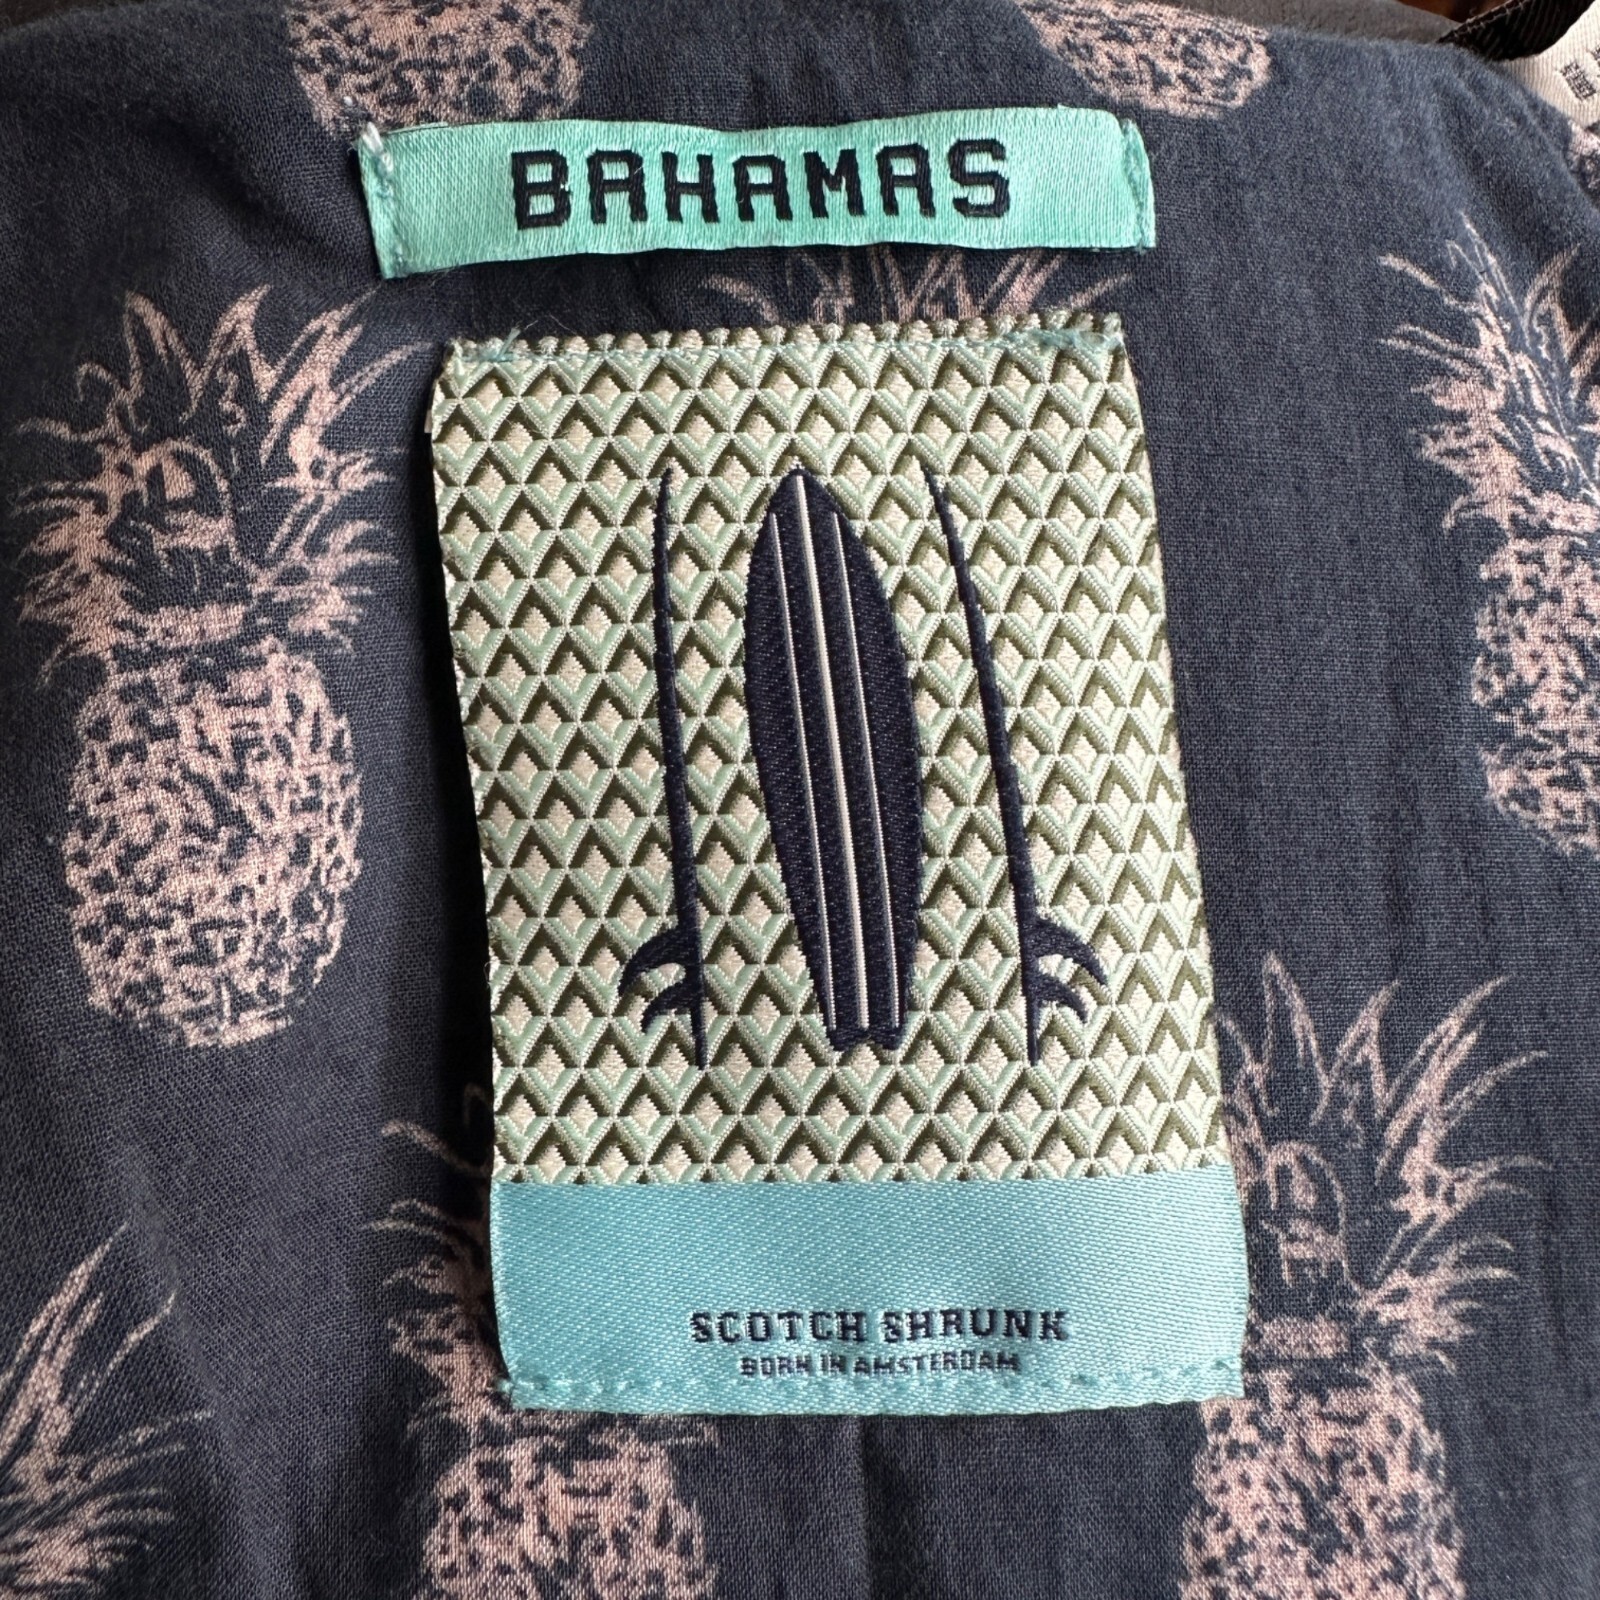 BAHAMAS
SCOTCH SHRUNK
BORN IN AMSTERDAM